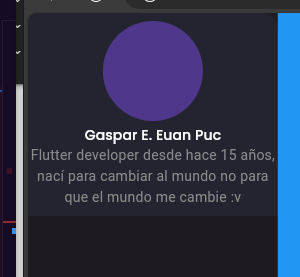 Gaspar E. Euan Puc
Flutter developer desde hace 15 años,
nací para cambiar al mundo no para
que el mundo me cambie :v